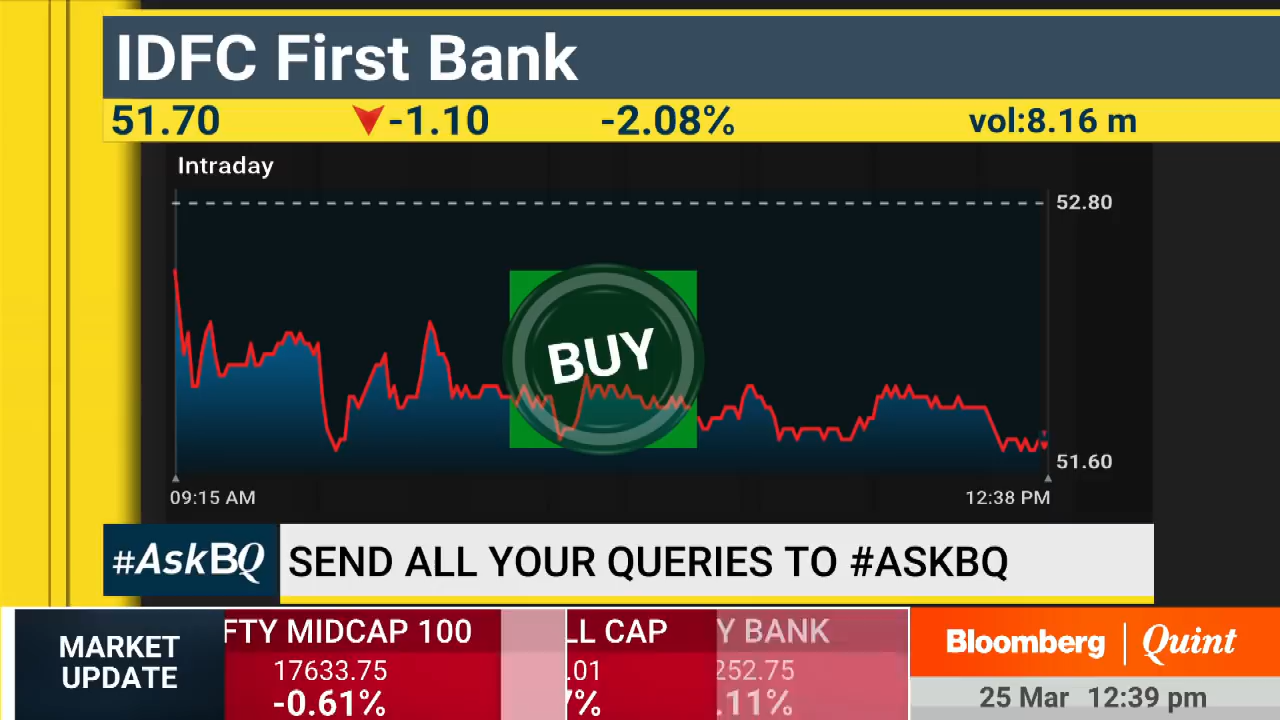 IDFC First Bank
51.70 -1.10 -2.08% vol:8.16 m
Intraday
52.80
BUY
51.60
09:15 AM 12:38 PM
#AskBQ SEND ALL YOUR QUERIES TO #ASKBQ
MARKET UPDATE
FTY MIDCAP 100
17633.75
-0.61%
LL CAP
.01
%
Y BANK
252.75
.11%
Bloomberg | Quint
25 Mar 12:39 pm